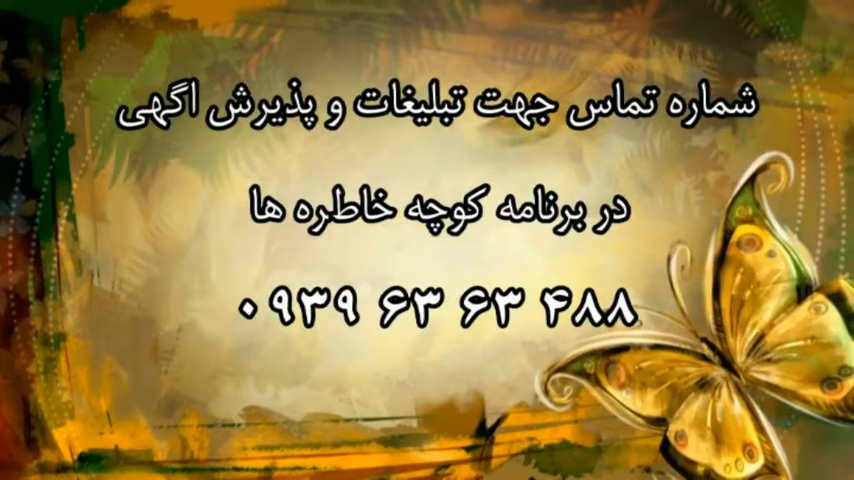 شماره تماس جهت تبلیغات و پذیرش اگهی
در برنامه کوچه خاطره ها
۰۹۳۹ ۶۳ ۶۳ ۴۸۸